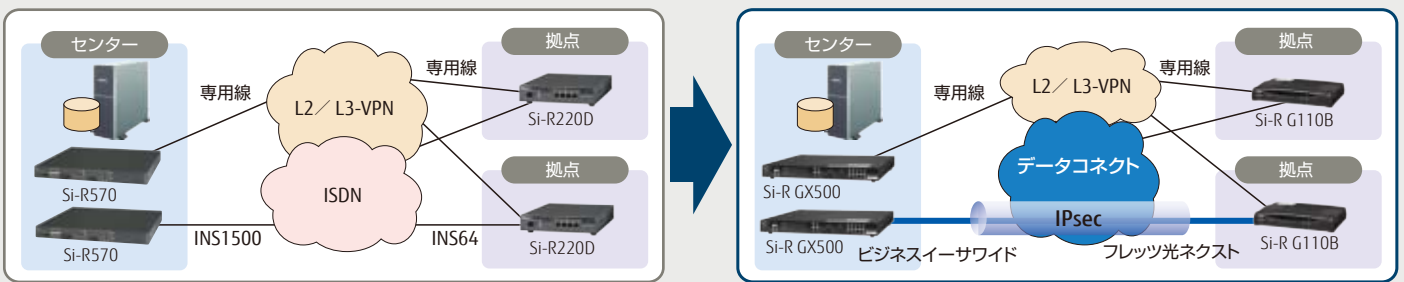 センター
拠点
専用線
専用線
L2／L3-VPN
Si-R220D
Si-R570
ISDN
拠点
Si-R570
INS1500
INS64
Si-R220D
センター
拠点
専用線
専用線
L2／L3-VPN
Si-R G110B
データコネクト
Si-R GX500
拠点
IPsec
Si-R GX500
ビジネスイーサワイド
フレッツ光ネクスト
Si-R G110B